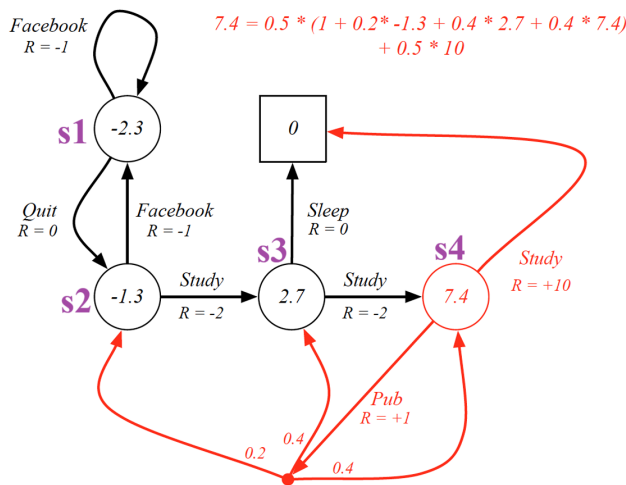 Facebook
R = -1
7.4 = 0.5 * (1 + 0.2* -1.3 + 0.4 * 2.7 + 0.4 * 7.4)
+ 0.5 * 10
s1
-2.3
0
Quit
R = 0
Facebook
R = -1
Sleep
R = 0
s3
s4
Study
R = +10
s2
-1.3
Study
R = -2
2.7
Study
R = -2
7.4
Pub
R = +1
0.2
0.4
0.4